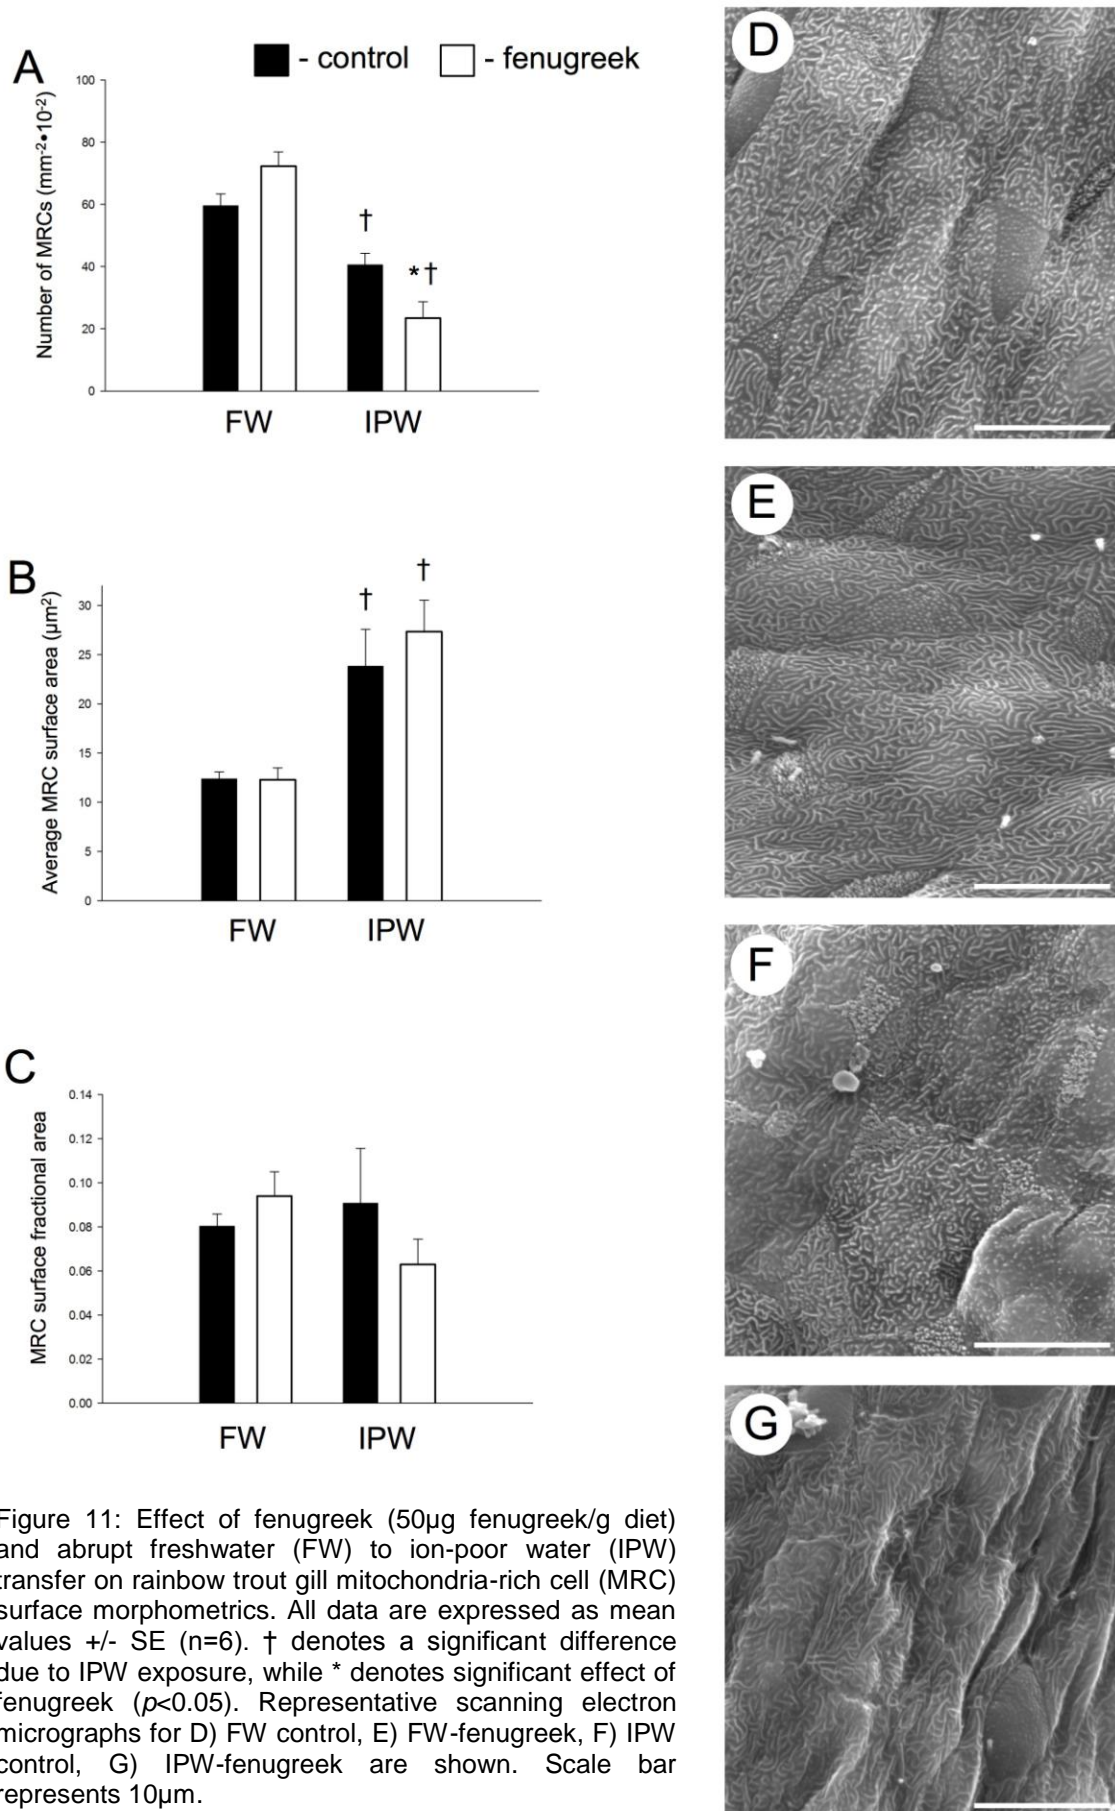 A
- control - fenugreek
Number of MRCs (mm-2•10-2)
100
80
60
40
20
0
†
*†
FW IPW
B
Average MRC surface area (µm2)
30
25
20
15
10
5
0
†
†
FW IPW
C
MRC surface fractional area
0.14
0.12
0.10
0.08
0.06
0.04
0.02
0.00
FW IPW
Figure 11: Effect of fenugreek (50µg fenugreek/g diet)
and abrupt freshwater (FW) to ion-poor water (IPW)
transfer on rainbow trout gill mitochondria-rich cell (MRC)
surface morphometrics. All data are expressed as mean
values +/- SE (n=6). † denotes a significant difference
due to IPW exposure, while * denotes significant effect of
fenugreek (p<0.05). Representative scanning electron
micrographs for D) FW control, E) FW-fenugreek, F) IPW
control, G) IPW-fenugreek are shown. Scale bar
represents 10µm.
D
E
F
G